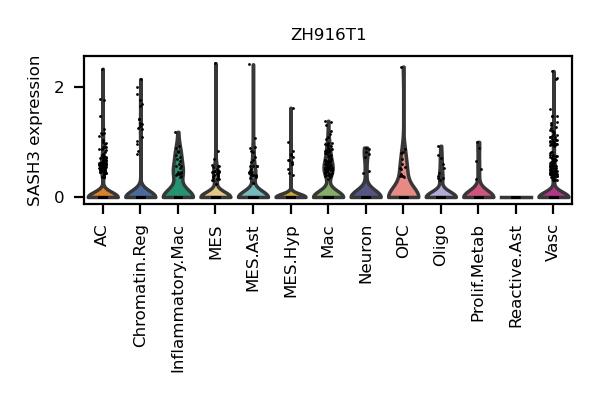 ZH916T1
SASH3 expression
2
0
AC
Chromatin.Reg
Inflammatory.Mac
MES
MES.Ast
MES.Hyp
Mac
Neuron
OPC
Oligo
Prolif.Metab
Reactive.Ast
Vasc